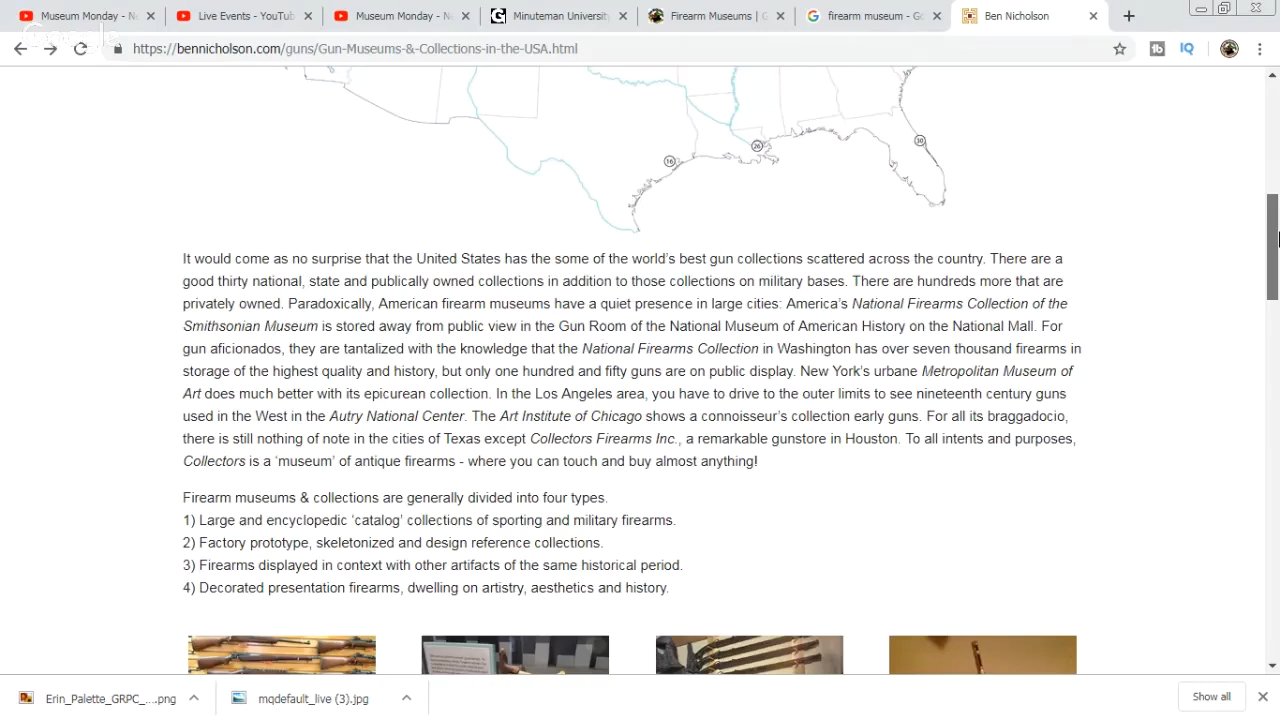 Museum Monday - Ne
Live Events - YouTub
Museum Monday - Ne
Minuteman Universit
Firearm Museums | G
firearm museum - Go
Ben Nicholson
https://bennicholson.com/guns/Gun-Museums-&-Collections-in-the-USA.html
Google
16
26
30
It would come as no surprise that the United States has the some of the world's best gun collections scattered across the country. There are a
good thirty national, state and publically owned collections in addition to those collections on military bases. There are hundreds more that are
privately owned. Paradoxically, American firearm museums have a quiet presence in large cities: America's National Firearms Collection of the
Smithsonian Museum is stored away from public view in the Gun Room of the National Museum of American History on the National Mall. For
gun aficionados, they are tantalized with the knowledge that the National Firearms Collection in Washington has over seven thousand firearms in
storage of the highest quality and history, but only one hundred and fifty guns are on public display. New York's urbane Metropolitan Museum of
Art does much better with its epicurean collection. In the Los Angeles area, you have to drive to the outer limits to see nineteenth century guns
used in the West in the Autry National Center. The Art Institute of Chicago shows a connoisseur's collection early guns. For all its braggadocio,
there is still nothing of note in the cities of Texas except Collectors Firearms Inc., a remarkable gunstore in Houston. To all intents and purposes,
Collectors is a 'museum' of antique firearms - where you can touch and buy almost anything!
Firearm museums & collections are generally divided into four types.
1) Large and encyclopedic 'catalog' collections of sporting and military firearms.
2) Factory prototype, skeletonized and design reference collections.
3) Firearms displayed in context with other artifacts of the same historical period.
4) Decorated presentation firearms, dwelling on artistry, aesthetics and history.
Erin_Palette_GRPC_....png
mqdefault_live (3).jpg
Show all